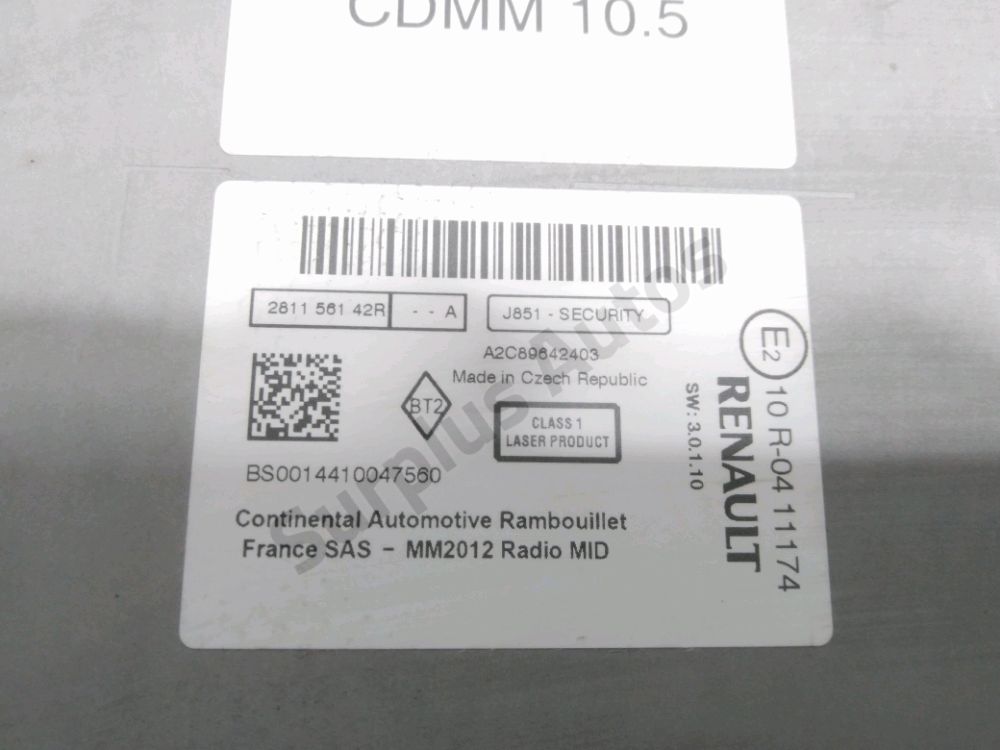 CDMM 10.5
2811 561 42R - - A
J851 - SECURITY
A2C89642403
Made in Czech Republic
BT2
CLASS 1
LASER PRODUCT
BS0014410047560
Continental Automotive Rambouillet
France SAS - MM2012 Radio MID
E2
10 R-04 11174
RENAULT
SW: 3.0.1.10
Surplus Autos